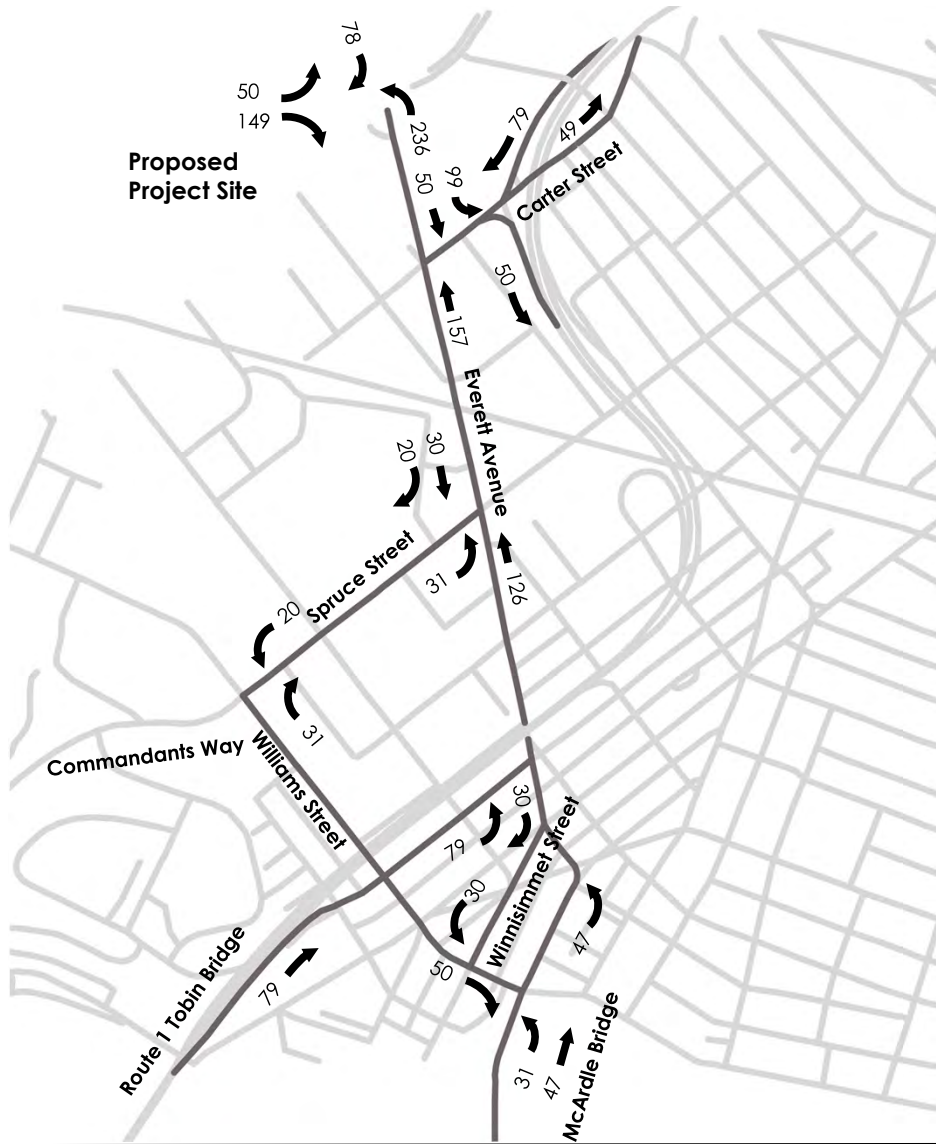 78
50
149
236
Proposed
Project Site
79
49
50
99
Carter Street
50
157
Everett Avenue
20
30
Spruce Street
31
126
20
31
Commandants Way
Williams Street
30
79
Winnisimmet Street
30
47
50
Route 1 Tobin Bridge
79
31
47
McArdle Bridge